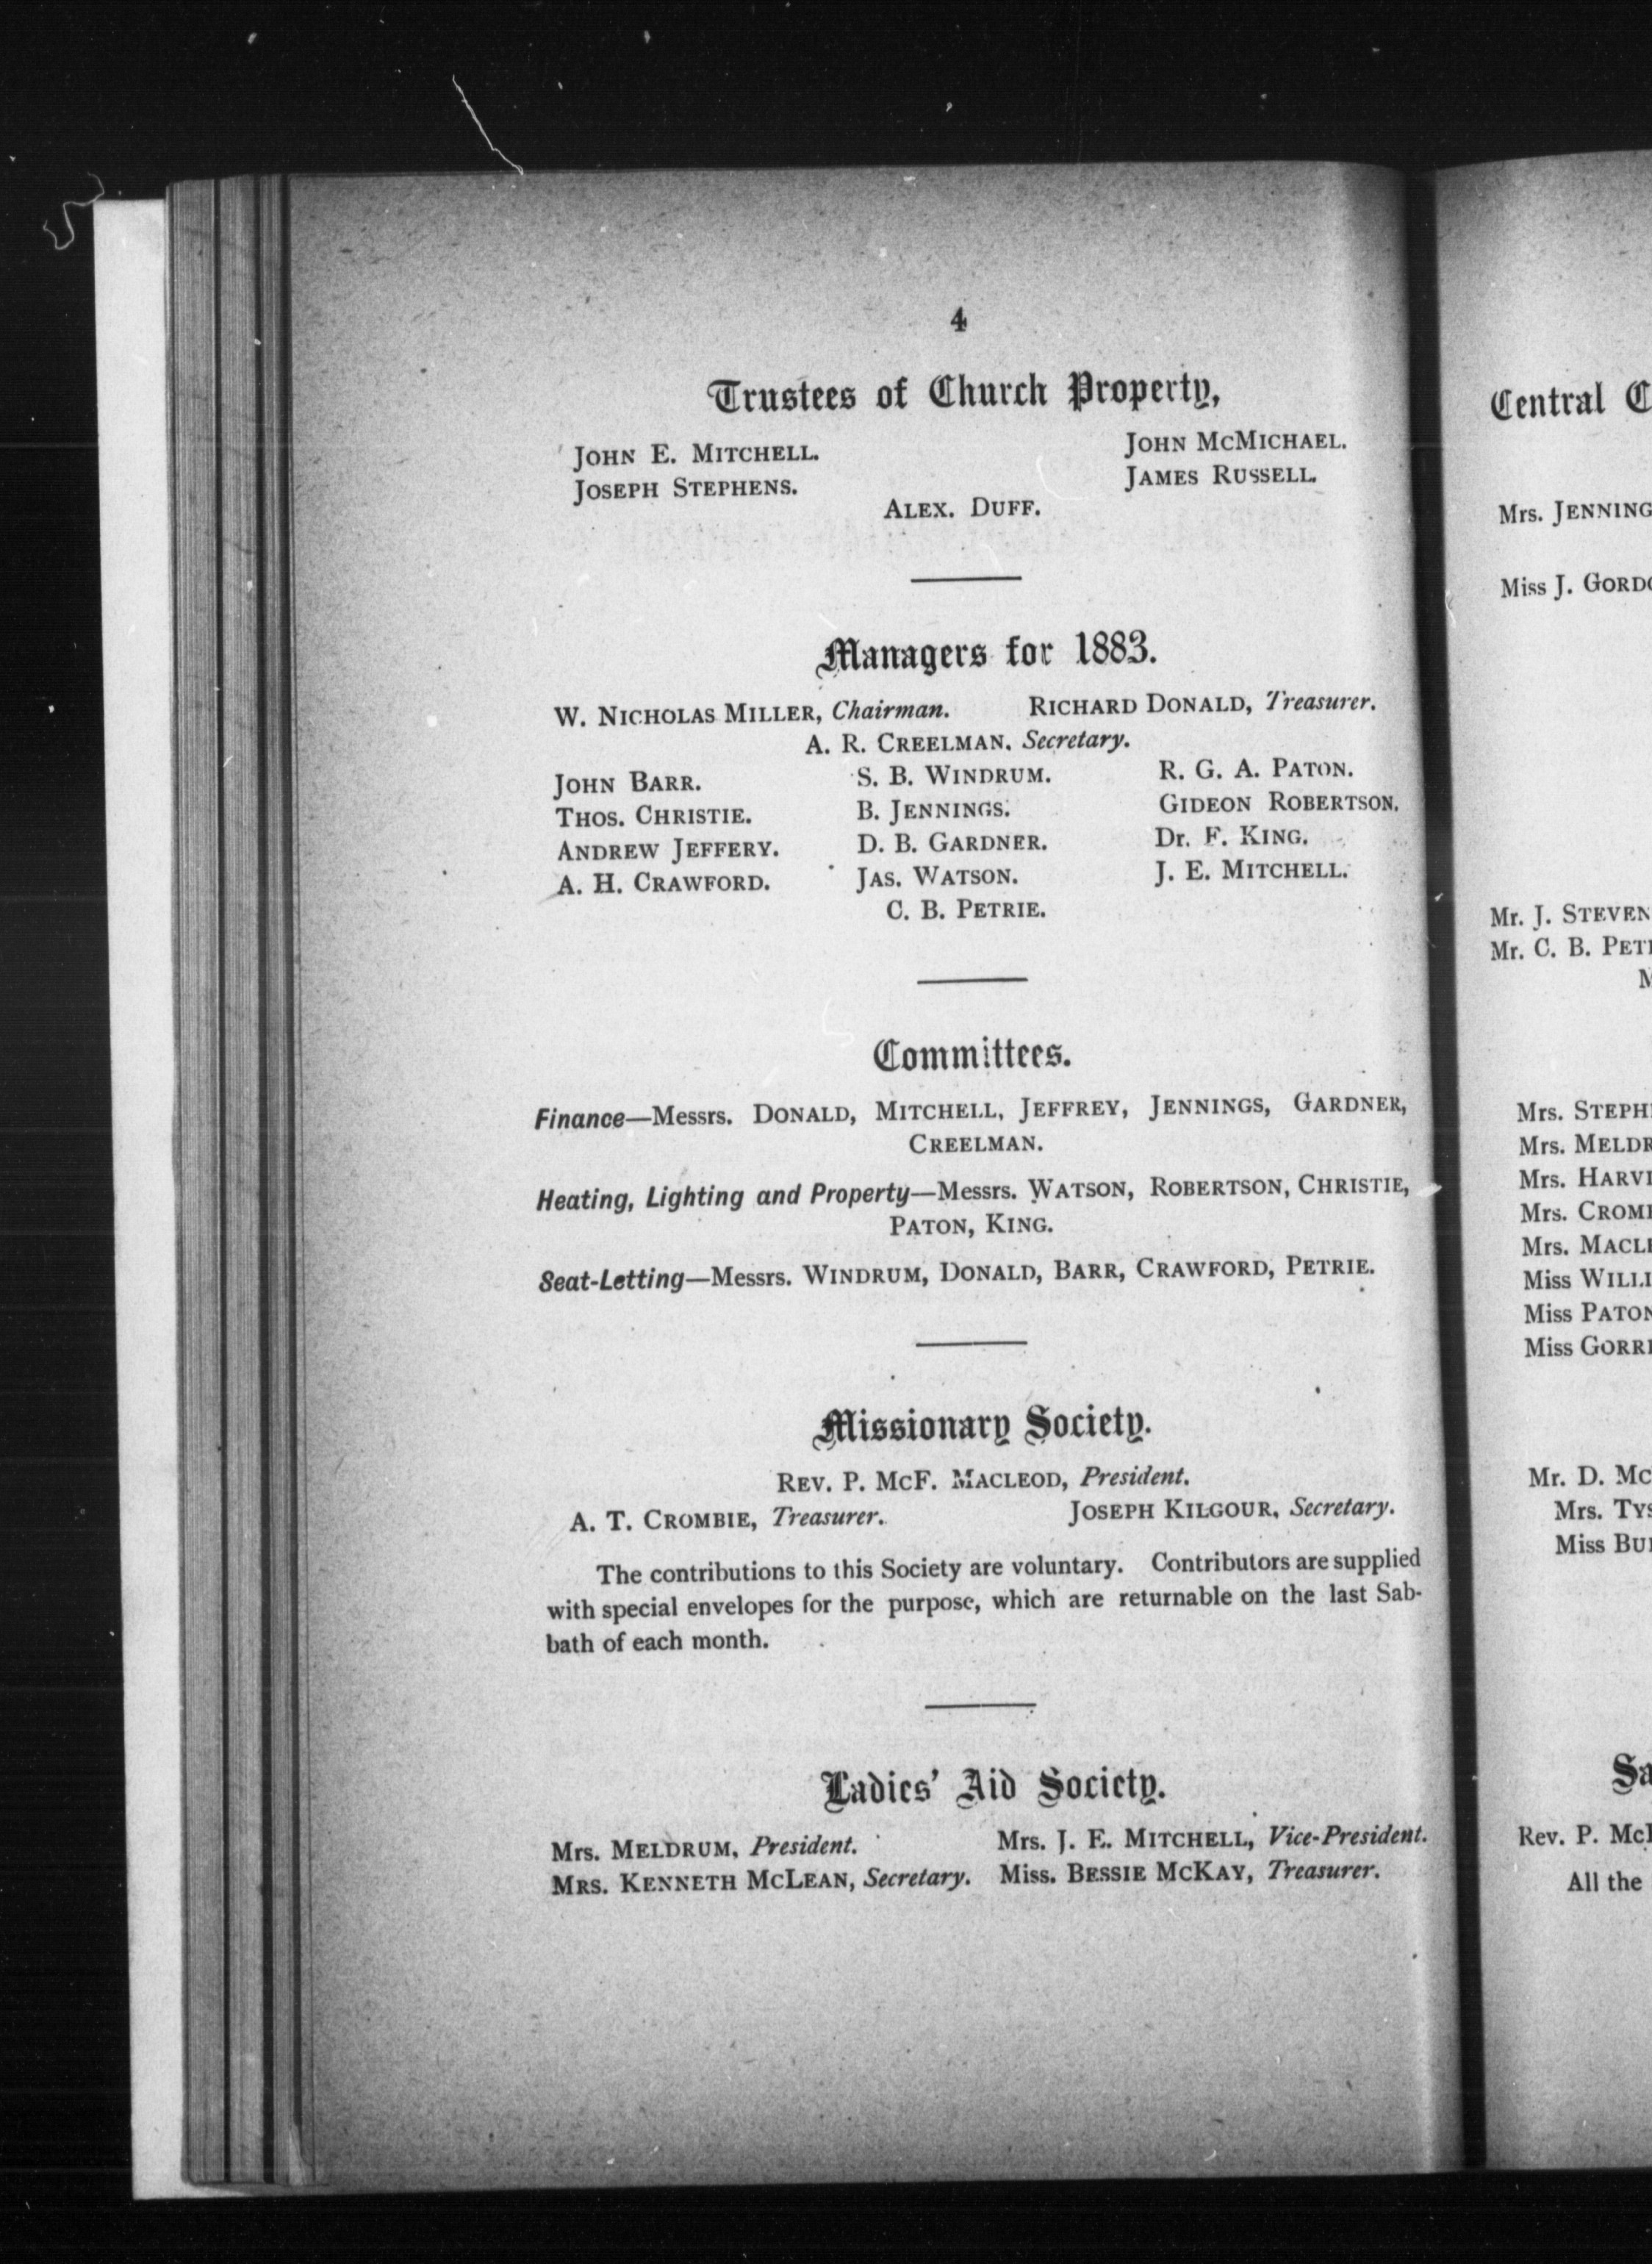 4
Trustees of Church Property,
JOHN E. MITCHELL. JOHN MCMICHAEL.
JOSEPH STEPHENS. JAMES RUSSELL.
ALEX. DUFF.
Managers for 1883.
W. NICHOLAS MILLER, Chairman. RICHARD DONALD, Treasurer.
A. R. CREELMAN. Secretary.
JOHN BARR. S. B. WINDRUM. R. G. A. PATON.
THOS. CHRISTIE. B. JENNINGS. GIDEON ROBERTSON.
ANDREW JEFFERY. D. B. GARDNER. Dr. F. KING.
A. H. CRAWFORD. JAS. WATSON. J. E. MITCHELL.
C. B. PETRIE.
Committees.
Finance—Messrs. DONALD, MITCHELL, JEFFREY, JENNINGS, GARDNER,
CREELMAN.
Heating, Lighting and Property—Messrs. WATSON, ROBERTSON, CHRISTIE,
PATON, KING.
Seat-Letting—Messrs. WINDRUM, DONALD, BARR, CRAWFORD, PETRIE.
Missionary Society.
REV. P. MCF. MACLEOD, President.
A. T. CROMBIE, Treasurer. JOSEPH KILGOUR, Secretary.
The contributions to this Society are voluntary. Contributors are supplied
with special envelopes for the purpose, which are returnable on the last Sab-
bath of each month.
Ladies' Aid Society.
Mrs. MELDRUM, President. Mrs. J. E. MITCHELL, Vice-President.
MRS. KENNETH MCLEAN, Secretary. Miss. BESSIE MCKAY, Treasurer.
Central
Mrs. JENNING
Miss J.
Mr. J. STEVEN
Mr. C. B.
Mrs. STEPH
Mrs. MELD
Mrs. HARV
Mrs. CROM
Mrs. MACL
Miss WILLI
Miss PATON
Miss GORR
Mr. D. MC
Mrs. TYS
Miss BU
Sa
Rev. P. Mc
All the